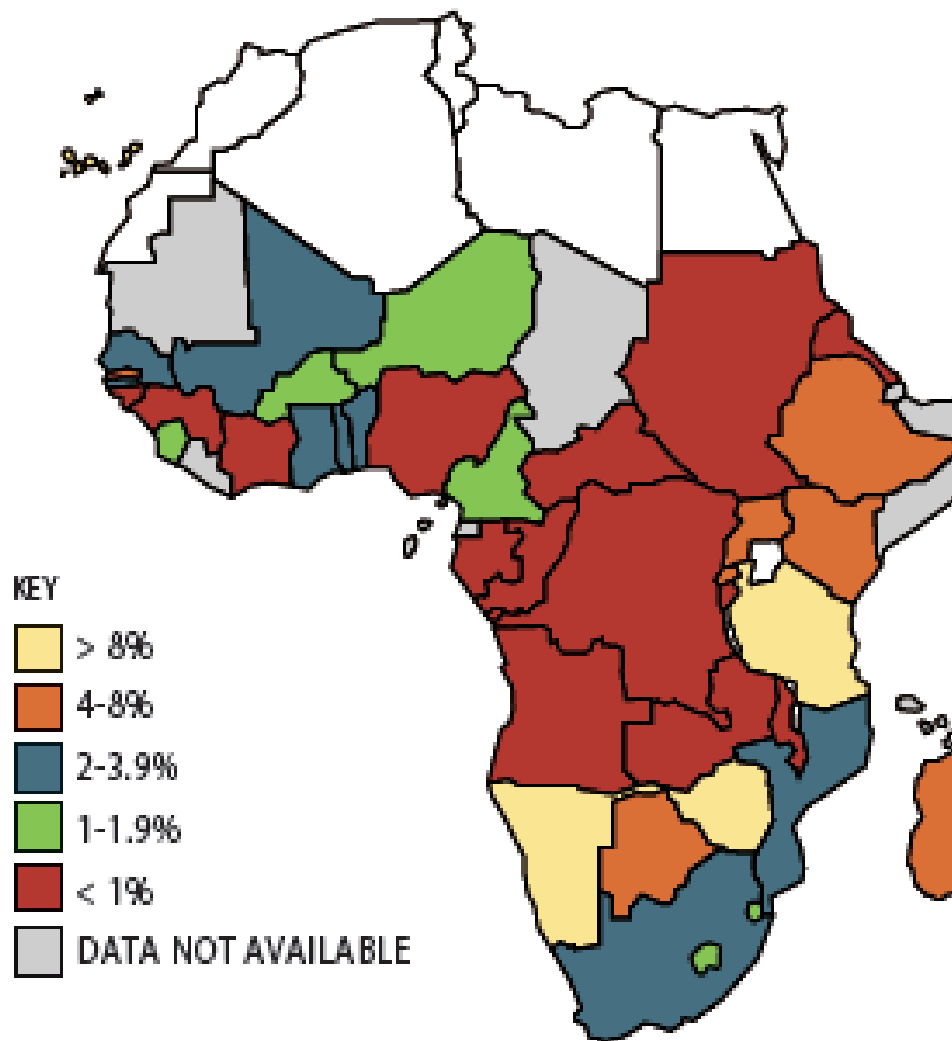 KEY
> 8%
4-8%
2-3.9%
1-1.9%
< 1%
DATA NOT AVAILABLE